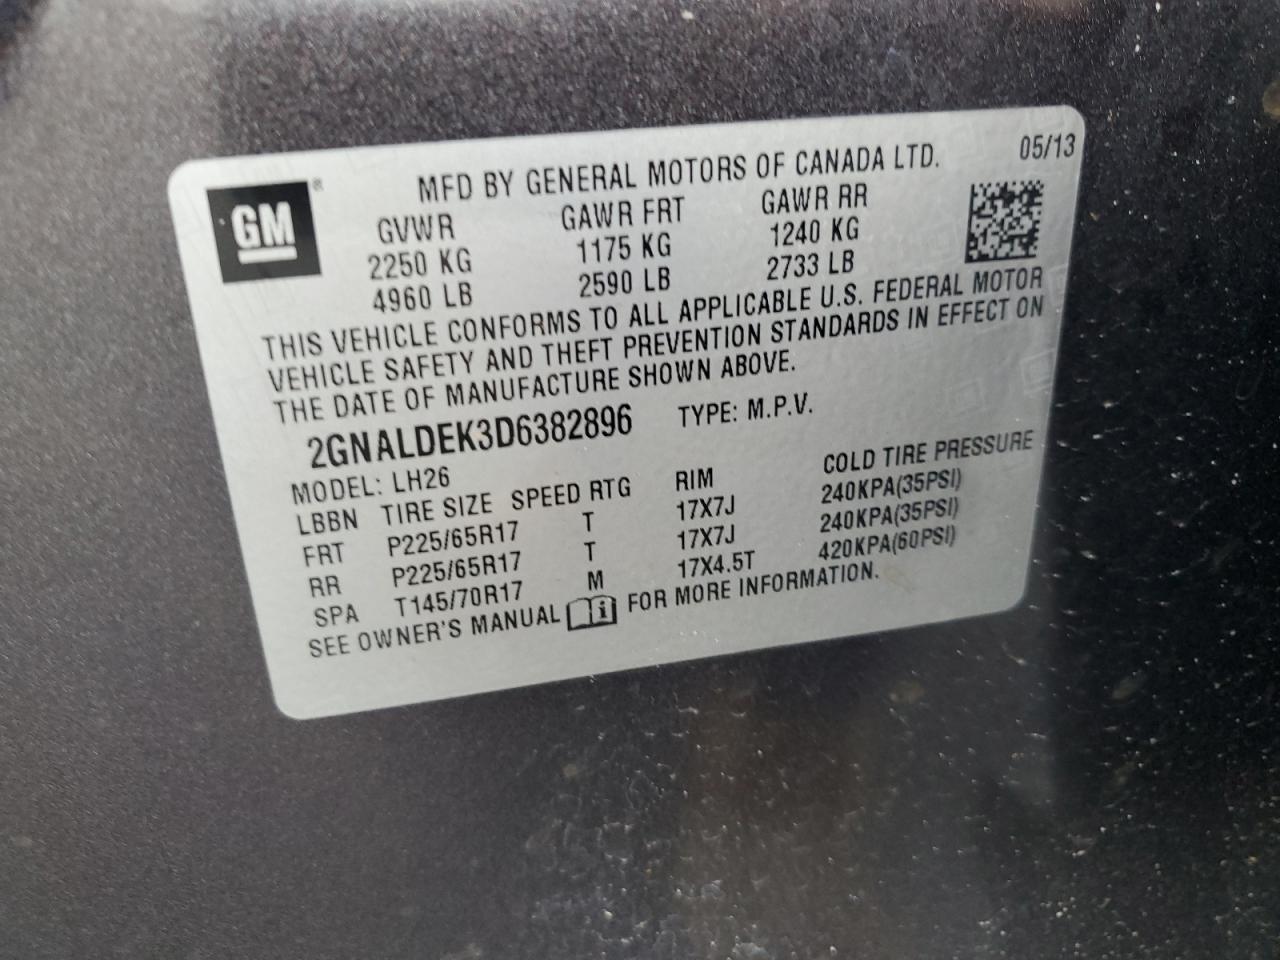 GM®
MFD BY GENERAL MOTORS OF CANADA LTD. 05/13
GVWR GAWR FRT GAWR RR
2250 KG 1175 KG 1240 KG
4960 LB 2590 LB 2733 LB
THIS VEHICLE CONFORMS TO ALL APPLICABLE U.S. FEDERAL MOTOR
VEHICLE SAFETY AND THEFT PREVENTION STANDARDS IN EFFECT ON
THE DATE OF MANUFACTURE SHOWN ABOVE.
2GNALDEK3D6382896 TYPE: M.P.V.
MODEL: LH26
LBBN TIRE SIZE SPEED RTG RIM COLD TIRE PRESSURE
FRT P225/65R17 T 17X7J 240KPA(35PSI)
RR P225/65R17 T 17X7J 240KPA(35PSI)
SPA T145/70R17 M 17X4.5T 420KPA(60PSI)
SEE OWNER'S MANUAL i FOR MORE INFORMATION.